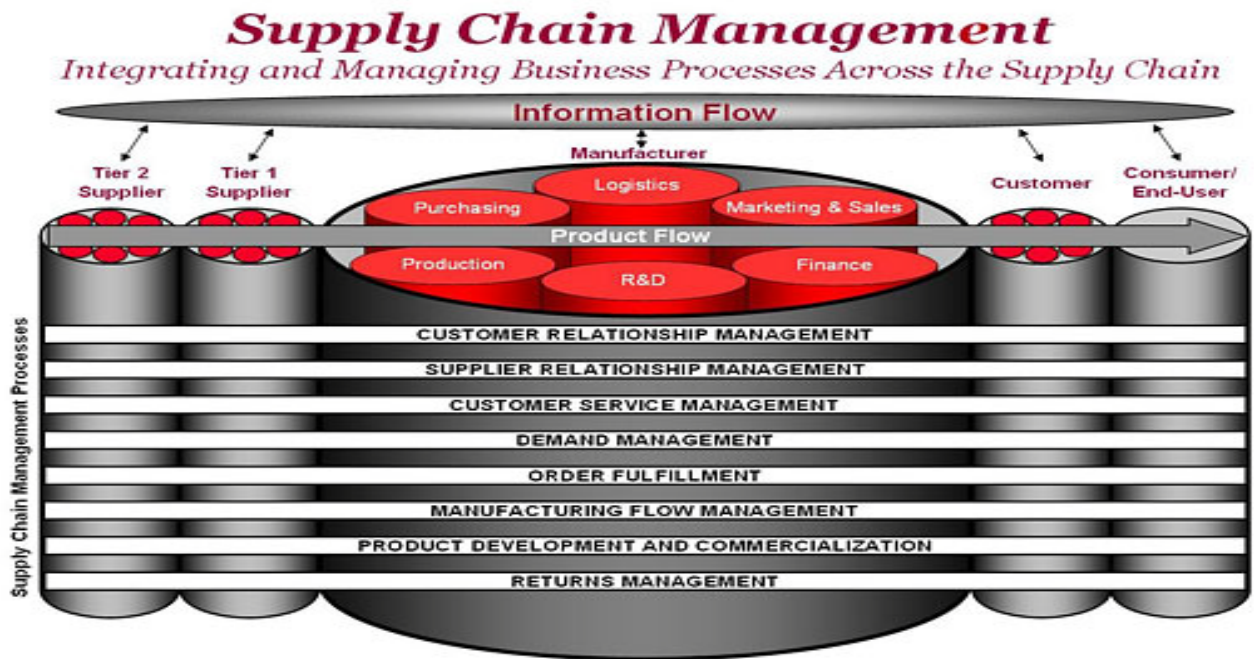 Supply Chain Management
Integrating and Managing Business Processes Across the Supply Chain
Information Flow
Tier 2
Supplier
Tier 1
Supplier
Manufacturer
Customer
Consumer/
End-User
Logistics
Purchasing
Marketing & Sales
Product Flow
Production
R&D
Finance
Supply Chain Management Processes
CUSTOMER RELATIONSHIP MANAGEMENT
SUPPLIER RELATIONSHIP MANAGEMENT
CUSTOMER SERVICE MANAGEMENT
DEMAND MANAGEMENT
ORDER FULFILLMENT
MANUFACTURING FLOW MANAGEMENT
PRODUCT DEVELOPMENT AND COMMERCIALIZATION
RETURNS MANAGEMENT